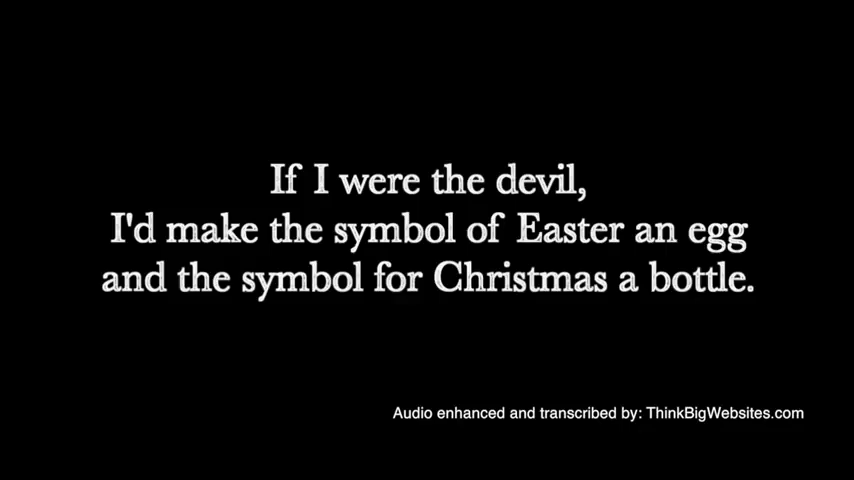 If I were the devil,
I'd make the symbol of Easter an egg
and the symbol for Christmas a bottle.
Audio enhanced and transcribed by: ThinkBigWebsites.com